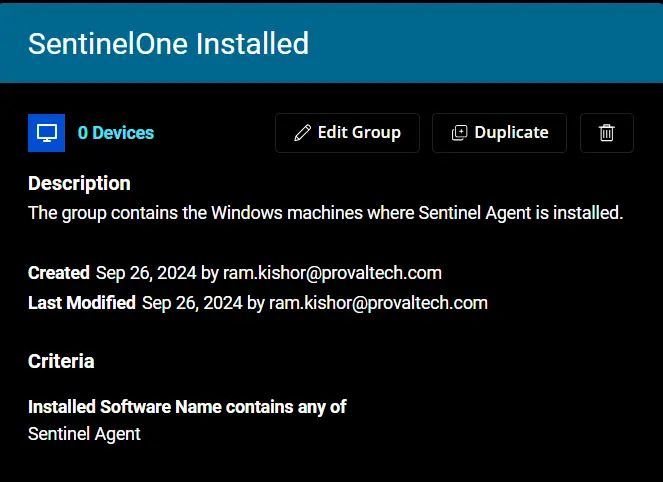 SentinelOne Installed
0 Devices
Edit Group
Duplicate
Description
The group contains the Windows machines where Sentinel Agent is installed.
Created Sep 26, 2024 by ram.kishor@provaltech.com
Last Modified Sep 26, 2024 by ram.kishor@provaltech.com
Criteria
Installed Software Name contains any of
Sentinel Agent